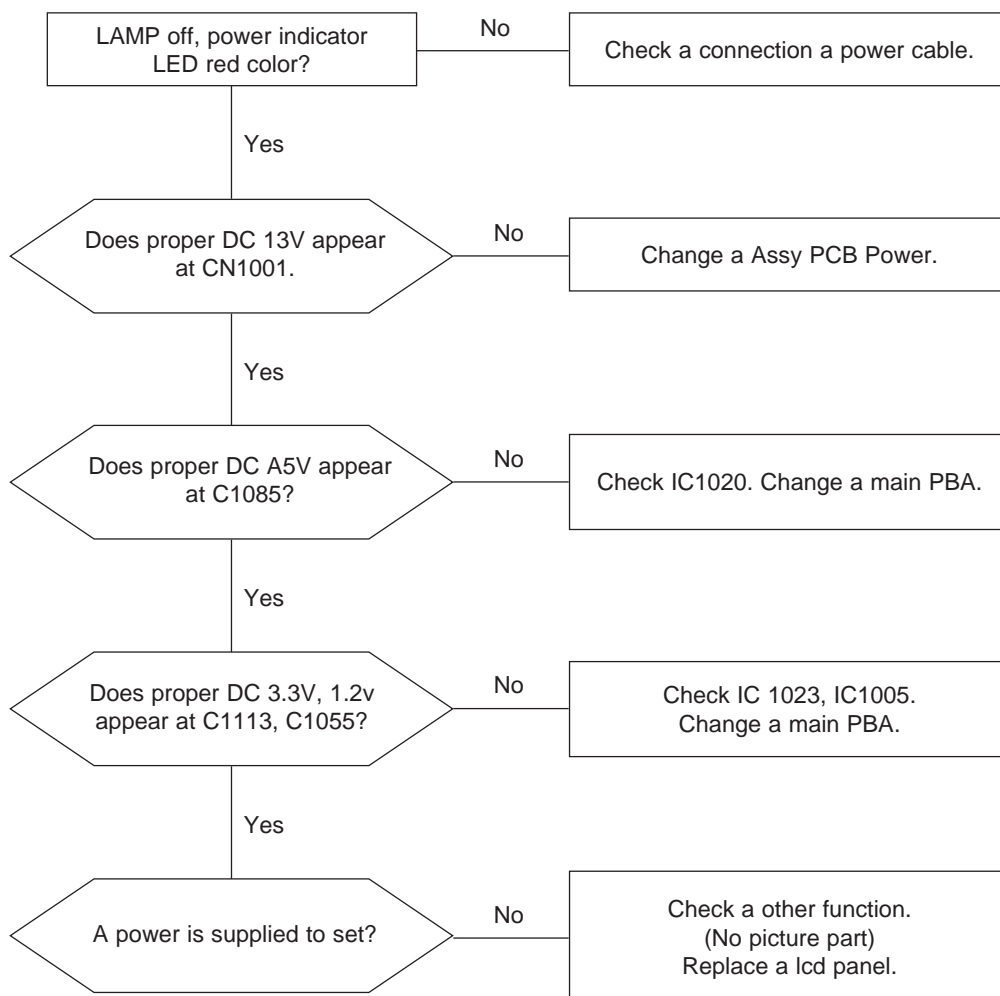 LAMP off, power indicator
LED red color?
No
Check a connection a power cable.
Yes
Does proper DC 13V appear
at CN1001.
No
Change a Assy PCB Power.
Yes
Does proper DC A5V appear
at C1085?
No
Check IC1020. Change a main PBA.
Yes
Does proper DC 3.3V, 1.2v
appear at C1113, C1055?
No
Check IC 1023, IC1005.
Change a main PBA.
Yes
A power is supplied to set?
No
Check a other function.
(No picture part)
Replace a lcd panel.